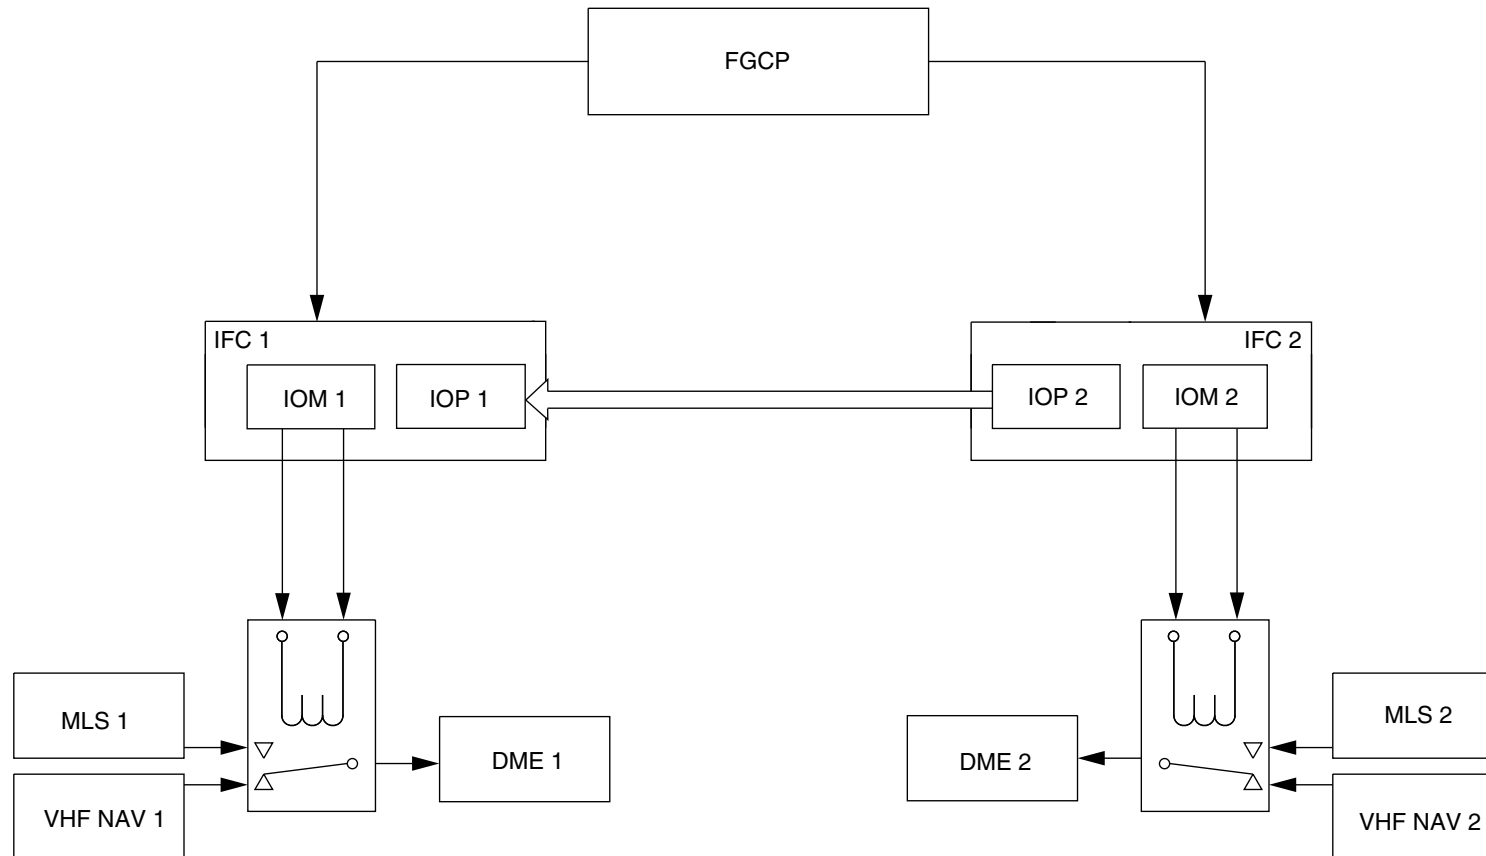 FGCP
IFC 1
IFC 2
IOM 1
IOP 1
IOP 2
IOM 2
MLS 1
MLS 2
DME 1
DME 2
VHF NAV 1
VHF NAV 2